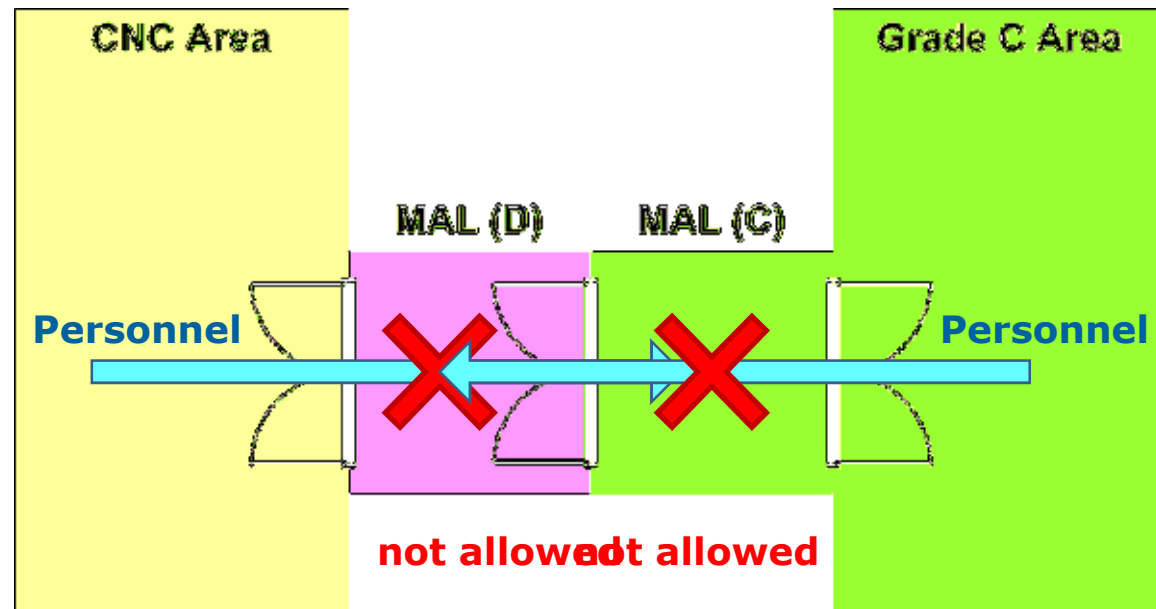 CNC Area
Grade C Area
MAL (D)
MAL (C)
Personnel
Personnel
not allowed
not allowed